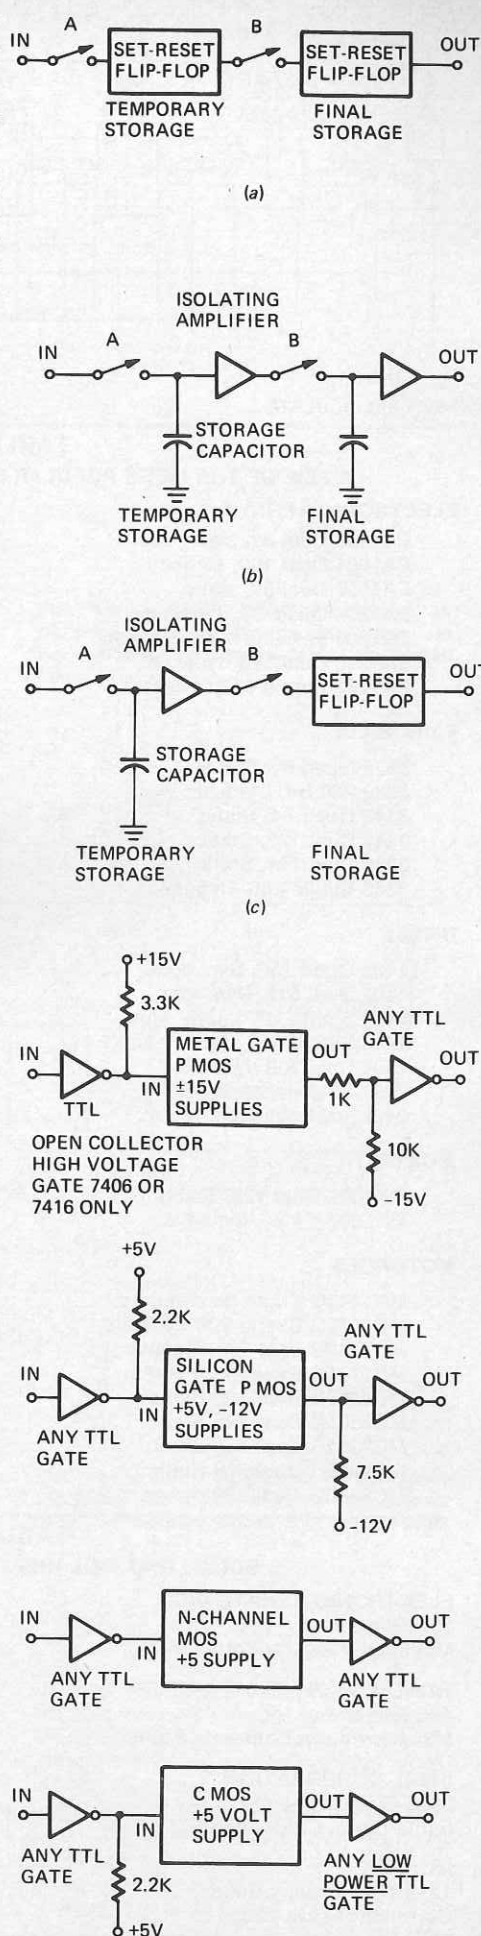 A
B
IN
SET-RESET
FLIP-FLOP
SET-RESET
FLIP-FLOP
OUT
TEMPORARY
STORAGE
FINAL
STORAGE
(a)
ISOLATING
AMPLIFIER
IN
A
B
OUT
STORAGE
CAPACITOR
TEMPORARY
STORAGE
FINAL
STORAGE
(b)
ISOLATING
AMPLIFIER
IN
A
B
SET-RESET
FLIP-FLOP
OUT
STORAGE
CAPACITOR
TEMPORARY
STORAGE
FINAL
STORAGE
(c)
+15V
3.3K
IN
TTL
IN
METAL GATE
P MOS
±15V
SUPPLIES
OUT
1K
ANY TTL
GATE
OUT
10K
-15V
OPEN COLLECTOR
HIGH VOLTAGE
GATE 7406 OR
7416 ONLY
+5V
2.2K
IN
ANY TTL
GATE
IN
SILICON
GATE P MOS
+5V, -12V
SUPPLIES
OUT
ANY TTL
GATE
OUT
7.5K
-12V
IN
ANY TTL
GATE
IN
N-CHANNEL
MOS
+5 SUPPLY
OUT
OUT
ANY TTL
GATE
IN
ANY TTL
GATE
IN
2.2K
+5V
C MOS
+5 VOLT
SUPPLY
OUT
OUT
ANY LOW
POWER TTL
GATE